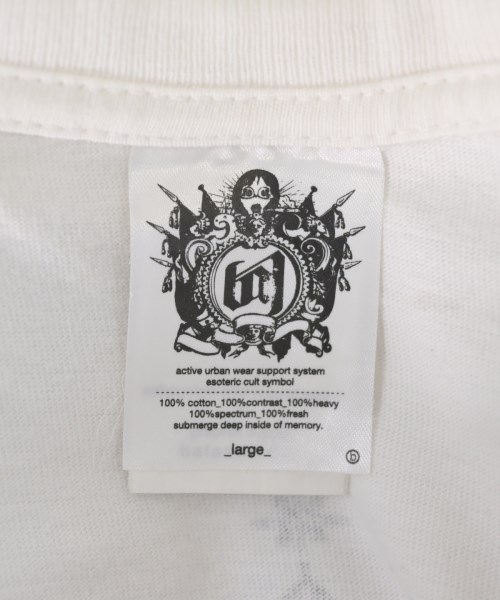 active urban wear support system
esoteric cult symbol
100% cotton_100%contrast_100%heavy
100%spectrum_100%fresh
submerge deep inside of memory.
_large_
ⓑ